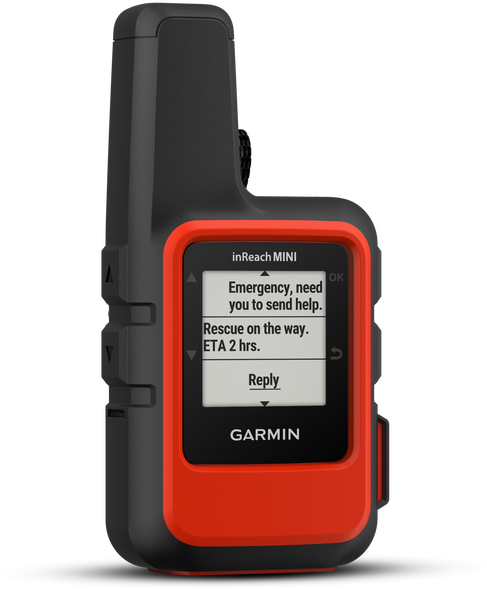 inReach MINI
OK
Emergency, need
you to send help.
Rescue on the way.
ETA 2 hrs.
Reply
GARMIN